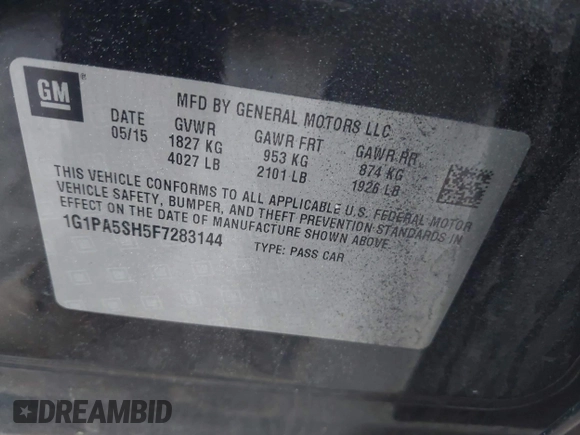 GM ®
MFD BY GENERAL MOTORS LLC
DATE GVWR GAWR FRT GAWR RR
05/15 1827 KG 953 KG 874 KG
4027 LB 2101 LB 1926 LB
THIS VEHICLE CONFORMS TO ALL APPLICABLE U.S. FEDERAL MOTOR
VEHICLE SAFETY, BUMPER, AND THEFT PREVENTION STANDARDS IN
EFFECT ON THE DATE OF MANUFACTURE SHOWN ABOVE.
1G1PA5SH5F7283144 TYPE: PASS CAR
DREAMBID